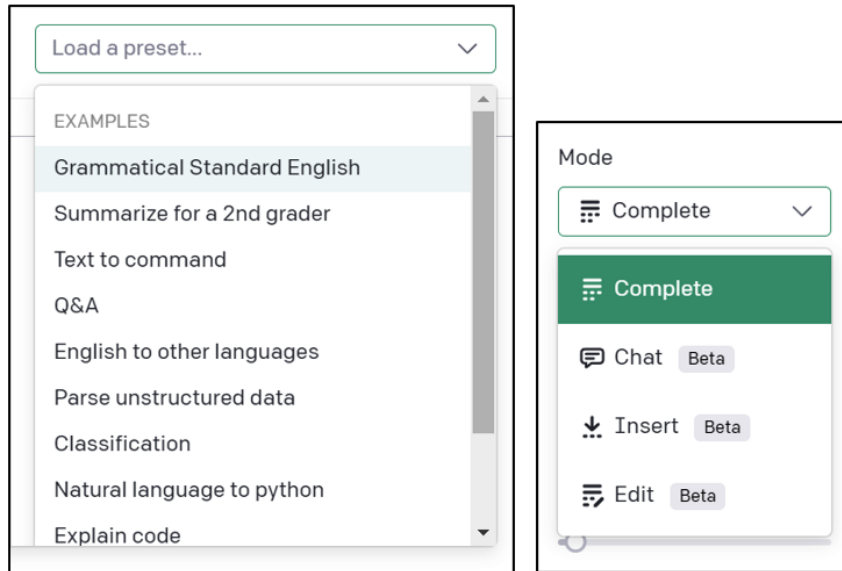 Load a preset...
EXAMPLES
Grammatical Standard English
Summarize for a 2nd grader
Text to command
Q&A
English to other languages
Parse unstructured data
Classification
Natural language to python
Explain code
Mode
Complete
Complete
Chat Beta
Insert Beta
Edit Beta